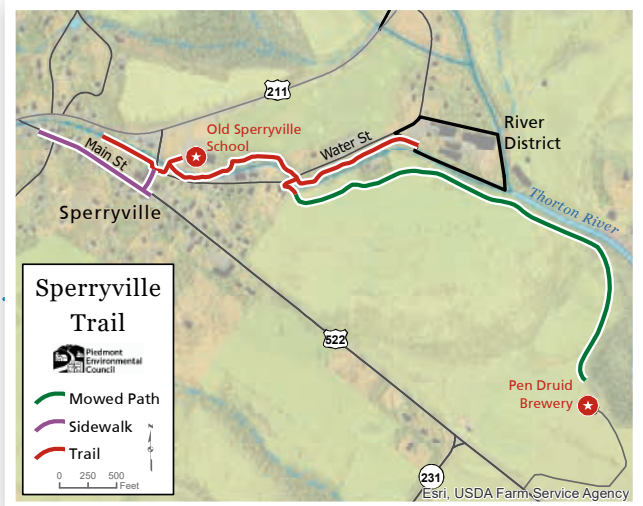 211
Old Sperryville
School
Water St
River
District
Main St
Thorton River
Sperryville
Sperryville
Trail
Piedmont
Environmental
Council
Mowed Path
Sidewalk
N
Trail
0 250 500
Feet
522
Pen Druid
Brewery
231
Esri, USDA Farm Service Agency